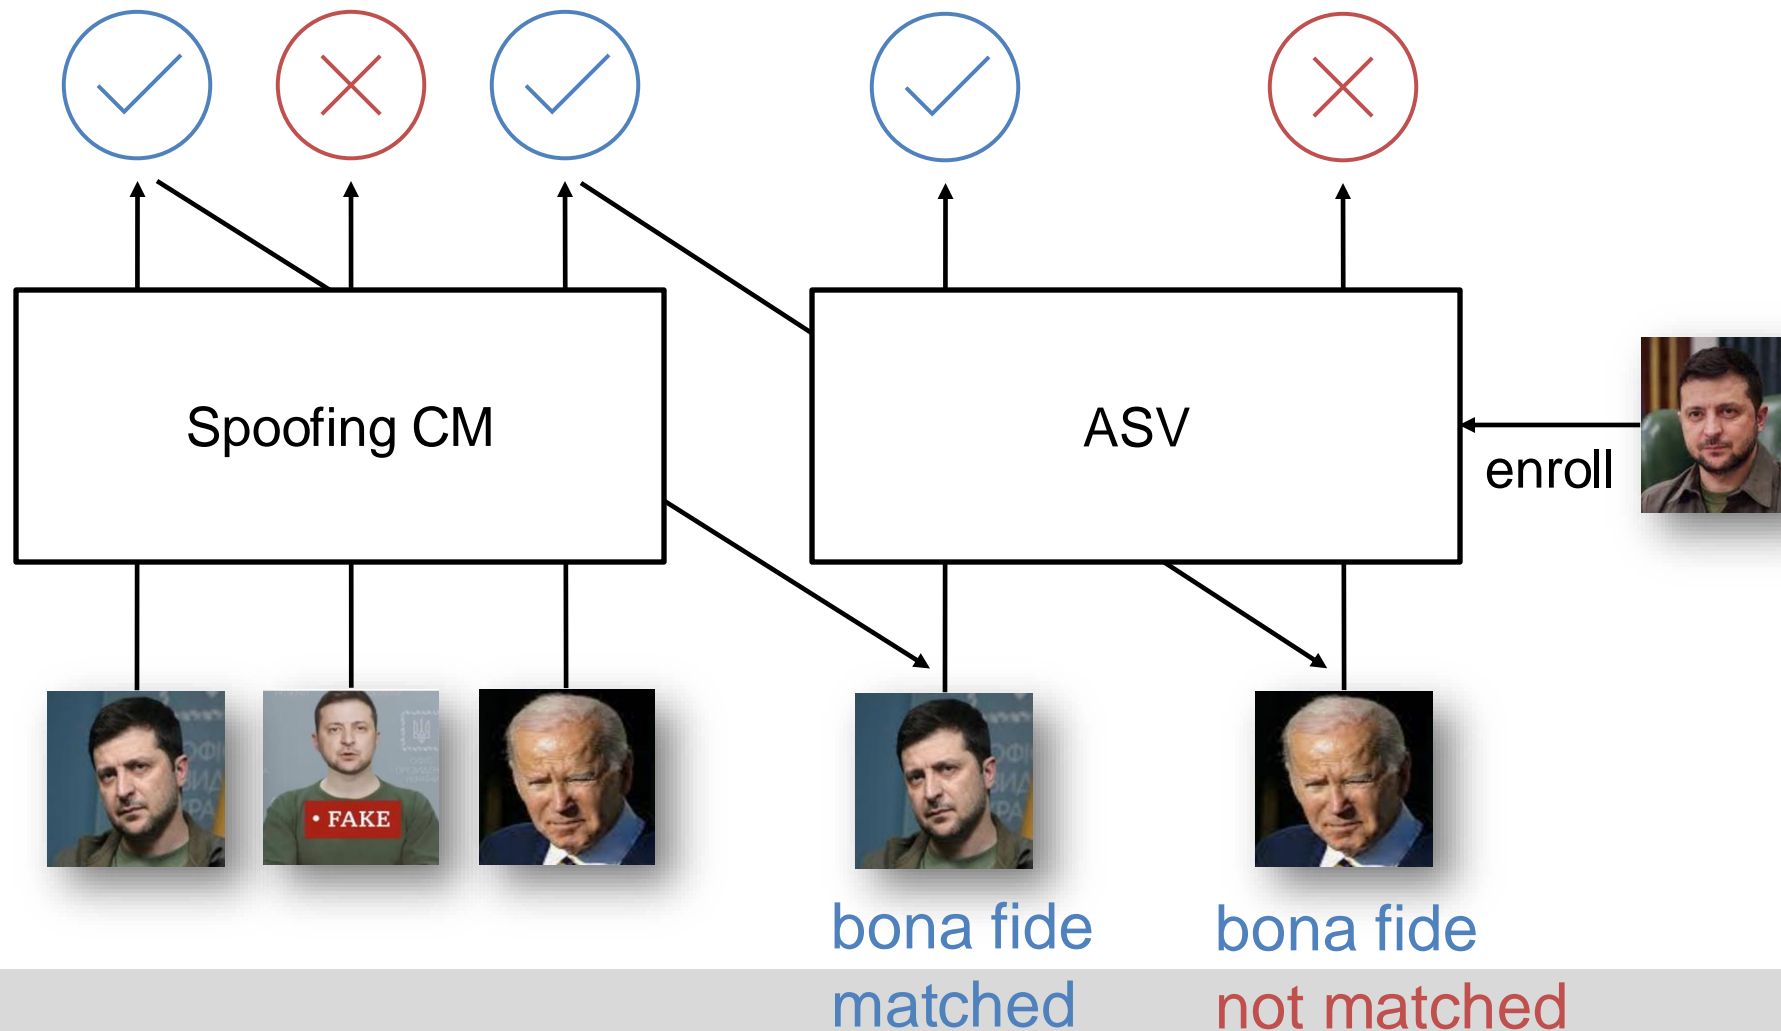 Spoofing CM
ASV
enroll
• FAKE
bona fide
matched
bona fide
not matched